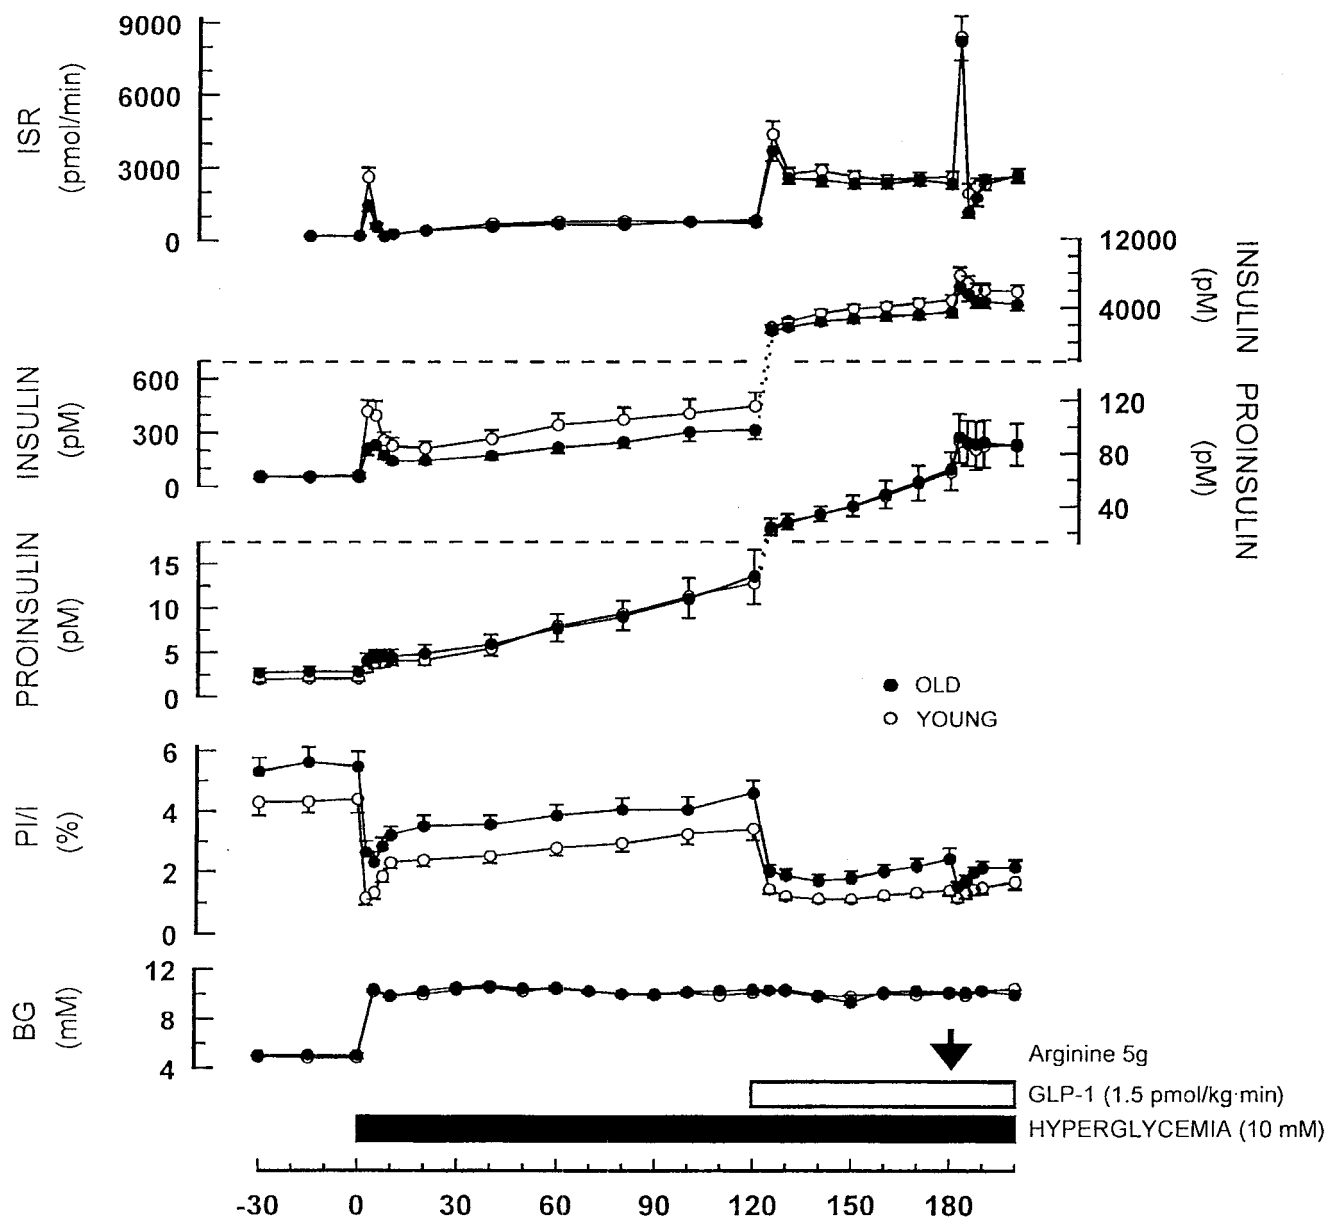 9000
6000
3000
0
ISR
(pmol/min)
12000
4000
INSULIN
(pM)
600
300
0
INSULIN
(pM)
120
80
40
PROINSULIN
(pM)
15
10
5
0
PROINSULIN
(pM)
OLD
YOUNG
6
4
2
0
PI/I
(%)
12
8
4
BG
(mM)
Arginine 5g
GLP-1 (1.5 pmol/kg·min)
HYPERGLYCEMIA (10 mM)
-30 0 30 60 90 120 150 180